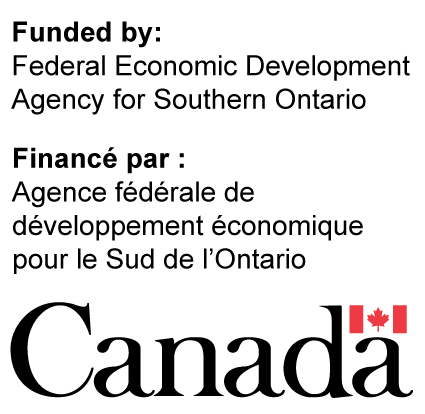 Funded by:
Federal Economic Development
Agency for Southern Ontario
Financé par :
Agence fédérale de
développement économique
pour le Sud de l’Ontario
Canada